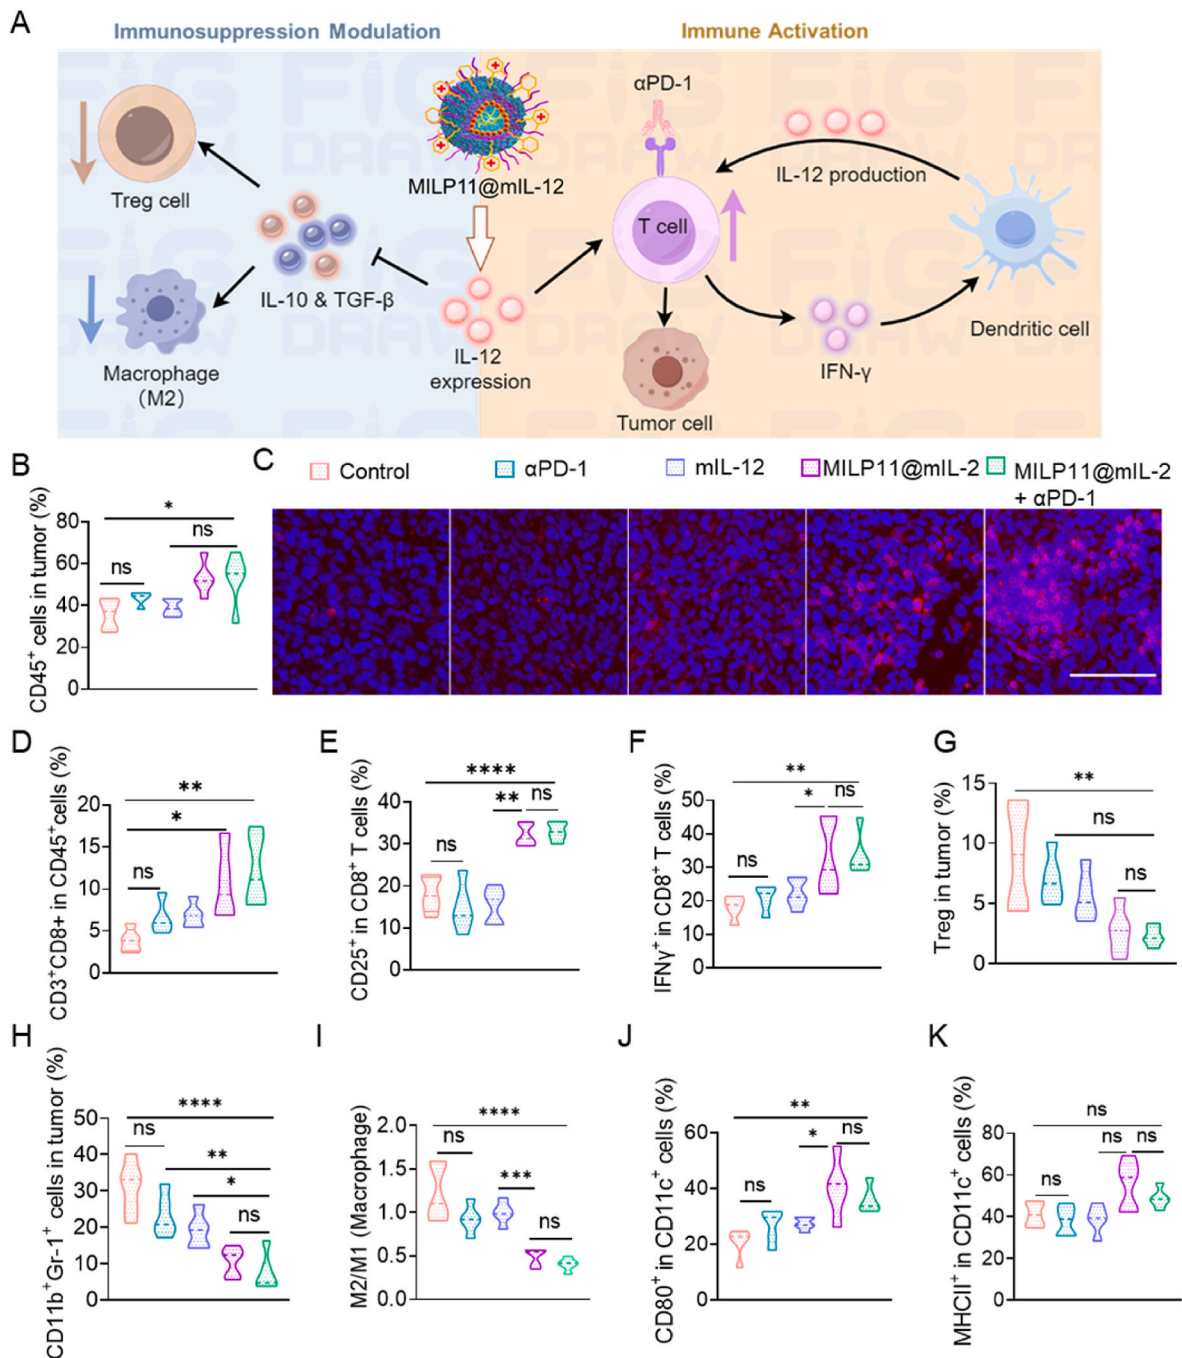 A
Immunosuppression Modulation
Immune Activation
FIG DRAW
αPD-1
MILP11@mIL-12
IL-12 production
Treg cell
T cell
IL-10 & TGF-β
IL-12
expression
IFN-γ
Dendritic cell
Macrophage
(M2)
Tumor cell
B
C
Control
αPD-1
mIL-12
MILP11@mIL-2
MILP11@mIL-2
+ αPD-1
CD45+ cells in tumor (%)
80
60
40
20
0
*
ns
ns
D
CD3+CD8+ in CD45+cells (%)
20
15
10
5
0
**
*
ns
E
CD25+ in CD8+ T cells (%)
40
30
20
10
0
****
**
ns
ns
F
IFNγ+ in CD8+ T cells (%)
50
40
30
20
10
0
**
*
ns
ns
G
Treg in tumor (%)
15
10
5
0
**
ns
ns
H
CD11b+Gr-1+ cells in tumor (%)
50
40
30
20
10
0
****
ns
**
*
ns
I
M2/M1 (Macrophage)
2.0
1.5
1.0
0.5
0.0
****
ns
***
ns
J
CD80+ in CD11c+ cells (%)
60
40
20
0
**
*
ns
ns
K
MHCII+ in CD11c+ cells (%)
80
60
40
20
0
ns
ns
ns
ns